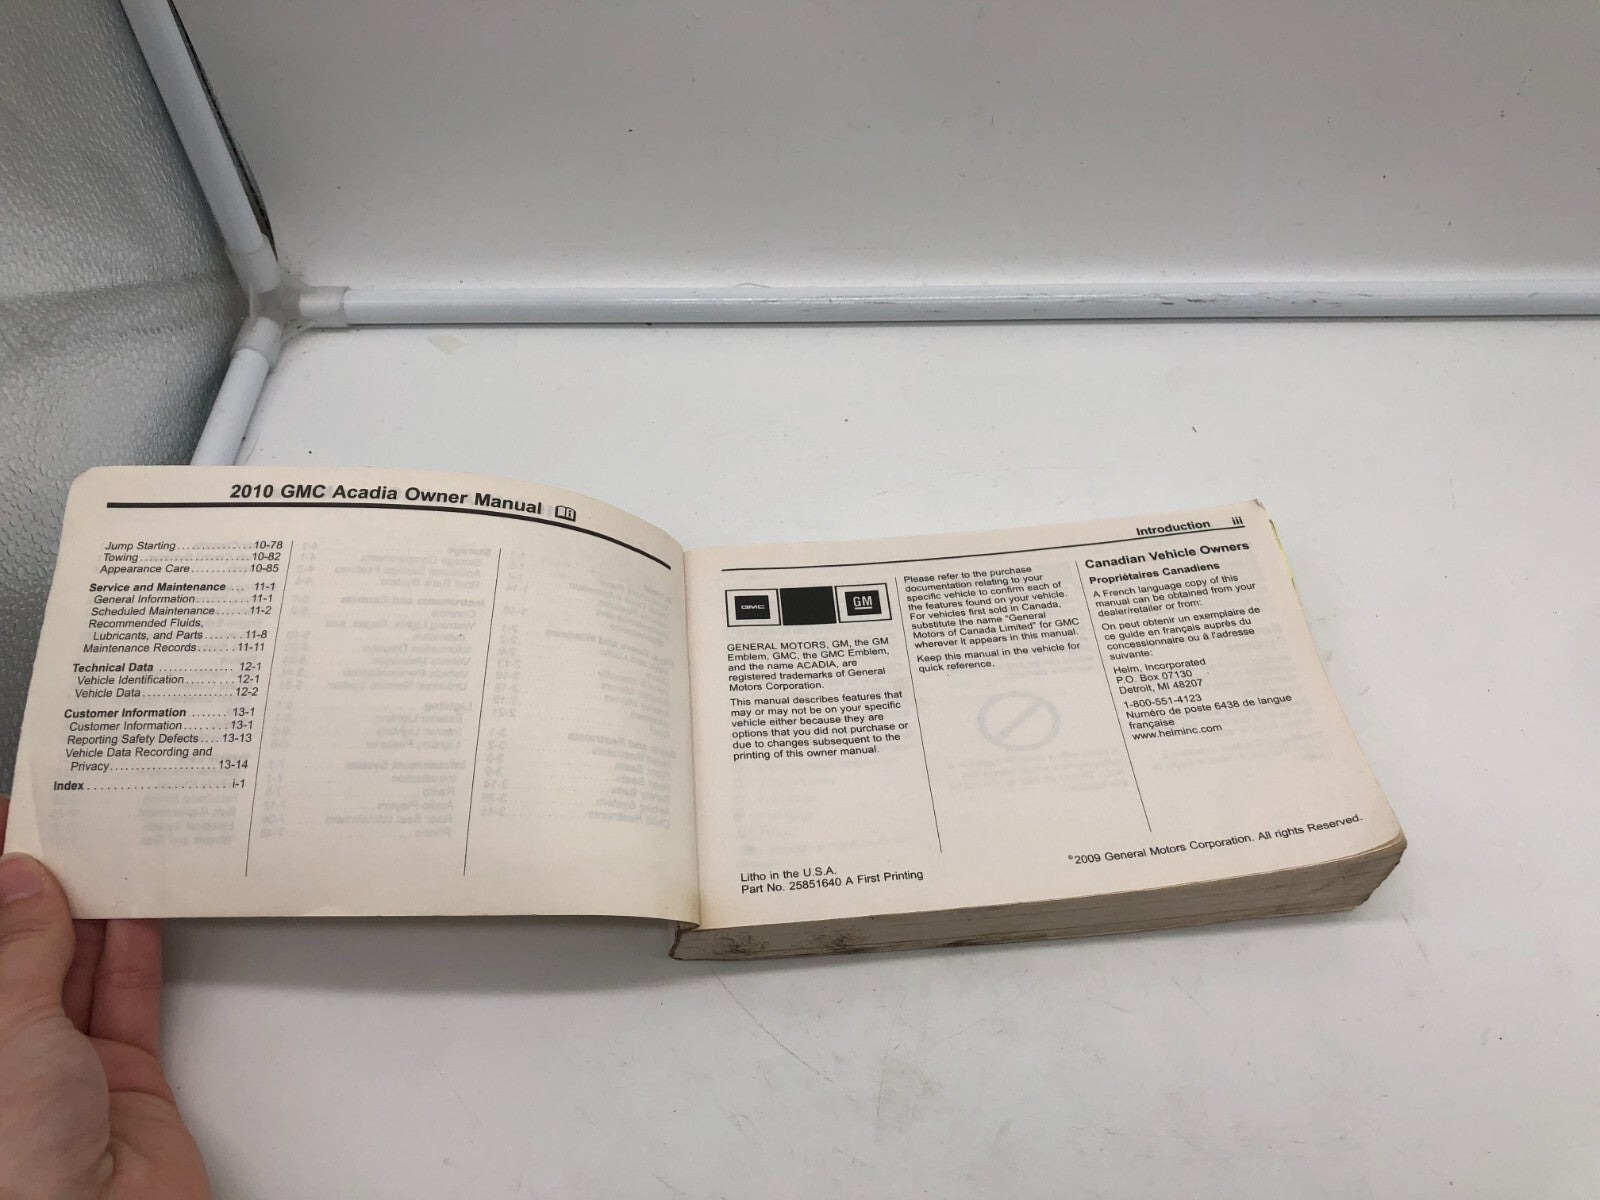 2010 GMC Acadia Owner Manual
Jump Starting . . . . . . . . . . . . . . 10-78
Towing . . . . . . . . . . . . . . . . . . . . 10-82
Appearance Care . . . . . . . . . . . 10-85
Service and Maintenance . . . 11-1
General Information . . . . . . . . . . 11-1
Scheduled Maintenance . . . . . . 11-2
Recommended Fluids,
Lubricants, and Parts . . . . . . . 11-8
Maintenance Records . . . . . . . 11-11
Technical Data . . . . . . . . . . . . 12-1
Vehicle Identification . . . . . . . . . 12-1
Vehicle Data . . . . . . . . . . . . . . . . 12-2
Customer Information . . . . . . 13-1
Customer Information . . . . . . . . 13-1
Reporting Safety Defects . . . . 13-13
Vehicle Data Recording and
Privacy . . . . . . . . . . . . . . . . . . . 13-14
Index . . . . . . . . . . . . . . . . . . . . . . i-1
Introduction iii
GMC
GM
GENERAL MOTORS, GM, the GM
Emblem, GMC, the GMC Emblem,
and the name ACADIA, are
registered trademarks of General
Motors Corporation.
This manual describes features that
may or may not be on your specific
vehicle either because they are
options that you did not purchase or
due to changes subsequent to the
printing of this owner manual.
Please refer to the purchase
documentation relating to your
specific vehicle to confirm each of
the features found on your vehicle.
For vehicles first sold in Canada,
substitute the name "General
Motors of Canada Limited" for GMC
wherever it appears in this manual.
Keep this manual in the vehicle for
quick reference.
Canadian Vehicle Owners
Propriétaires Canadiens
A French language copy of this
manual can be obtained from your
dealer/retailer or from:
On peut obtenir un exemplaire de
ce guide en français auprès du
concessionnaire ou à l'adresse
suivante:
Helm, Incorporated
P.O. Box 07130
Detroit, MI 48207
1-800-551-4123
Numéro de poste 6438 de langue
française
www.helminc.com
Litho in the U.S.A.
Part No. 25851640 A First Printing
©2009 General Motors Corporation. All rights Reserved.